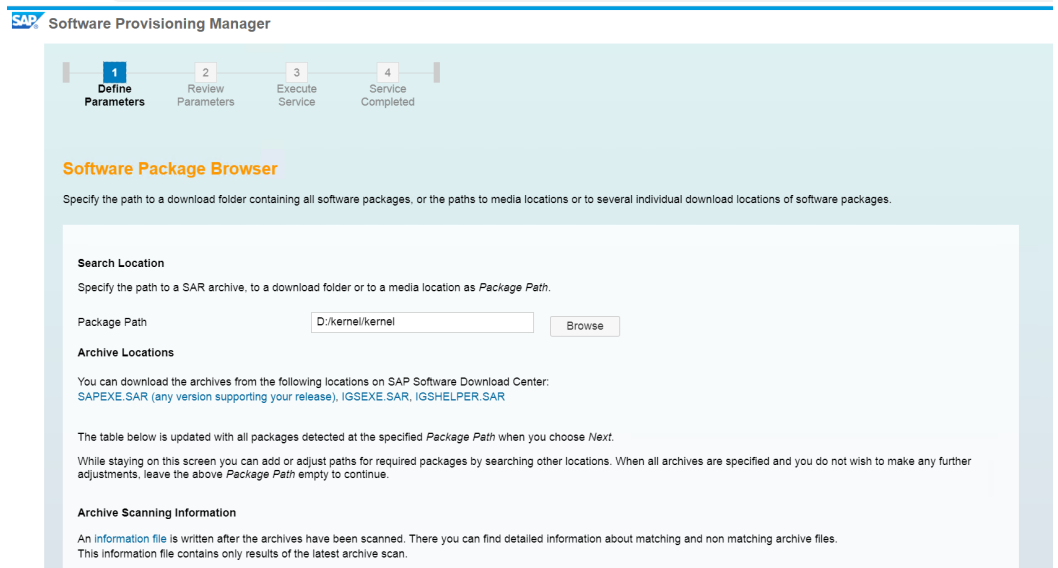 SAP Software Provisioning Manager
1 2 3 4
Define Review Execute Service
Parameters Parameters Service Completed
Software Package Browser
Specify the path to a download folder containing all software packages, or the paths to media locations or to several individual download locations of software packages.
Search Location
Specify the path to a SAR archive, to a download folder or to a media location as Package Path.
Package Path D:/kernel/kernel Browse
Archive Locations
You can download the archives from the following locations on SAP Software Download Center:
SAPEXE.SAR (any version supporting your release), IGSEXE.SAR, IGSHELPER.SAR
The table below is updated with all packages detected at the specified Package Path when you choose Next.
While staying on this screen you can add or adjust paths for required packages by searching other locations. When all archives are specified and you do not wish to make any further
adjustments, leave the above Package Path empty to continue.
Archive Scanning Information
An information file is written after the archives have been scanned. There you can find detailed information about matching and non matching archive files.
This information file contains only results of the latest archive scan.